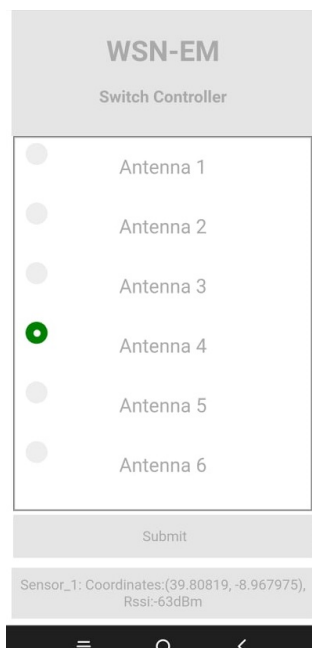 WSN-EM
Switch Controller
Antenna 1
Antenna 2
Antenna 3
Antenna 4
Antenna 5
Antenna 6
Submit
Sensor_1: Coordinates:(39.80819, -8.967975),
Rssi:-63dBm